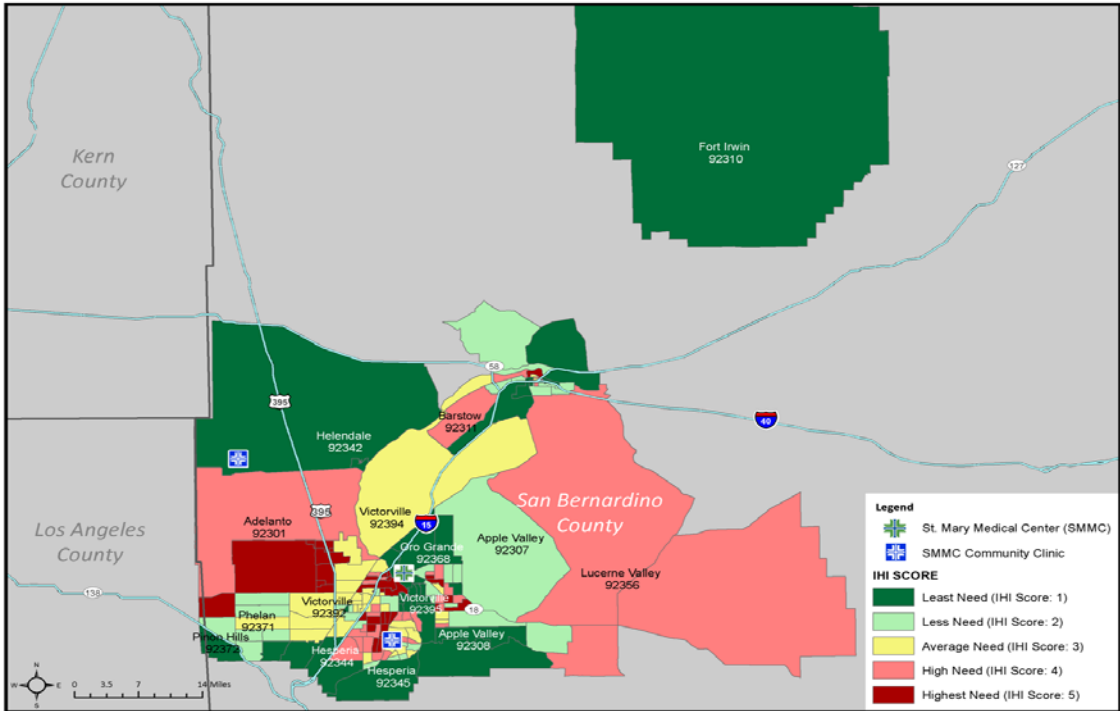 Kern
County
Fort Irwin
92310
127
58
395
40
Barstow
92311
Helendale
92342
San Bernardino
County
395
Adelanto
92301
Victorville
92394
15
Los Angeles
County
Oro Grande
92368
Apple Valley
92307
Lucerne Valley
92356
138
Phelan
92371
Victorville
92392
Victorville
92395
18
Pinon Hills
92372
Apple Valley
92308
Hesperia
92344
Hesperia
92345
N
W
E
S
0 3.5 7 14 Miles
Legend
St. Mary Medical Center (SMMC)
SMMC Community Clinic
IHI SCORE
Least Need (IHI Score: 1)
Less Need (IHI Score: 2)
Average Need (IHI Score: 3)
High Need (IHI Score: 4)
Highest Need (IHI Score: 5)